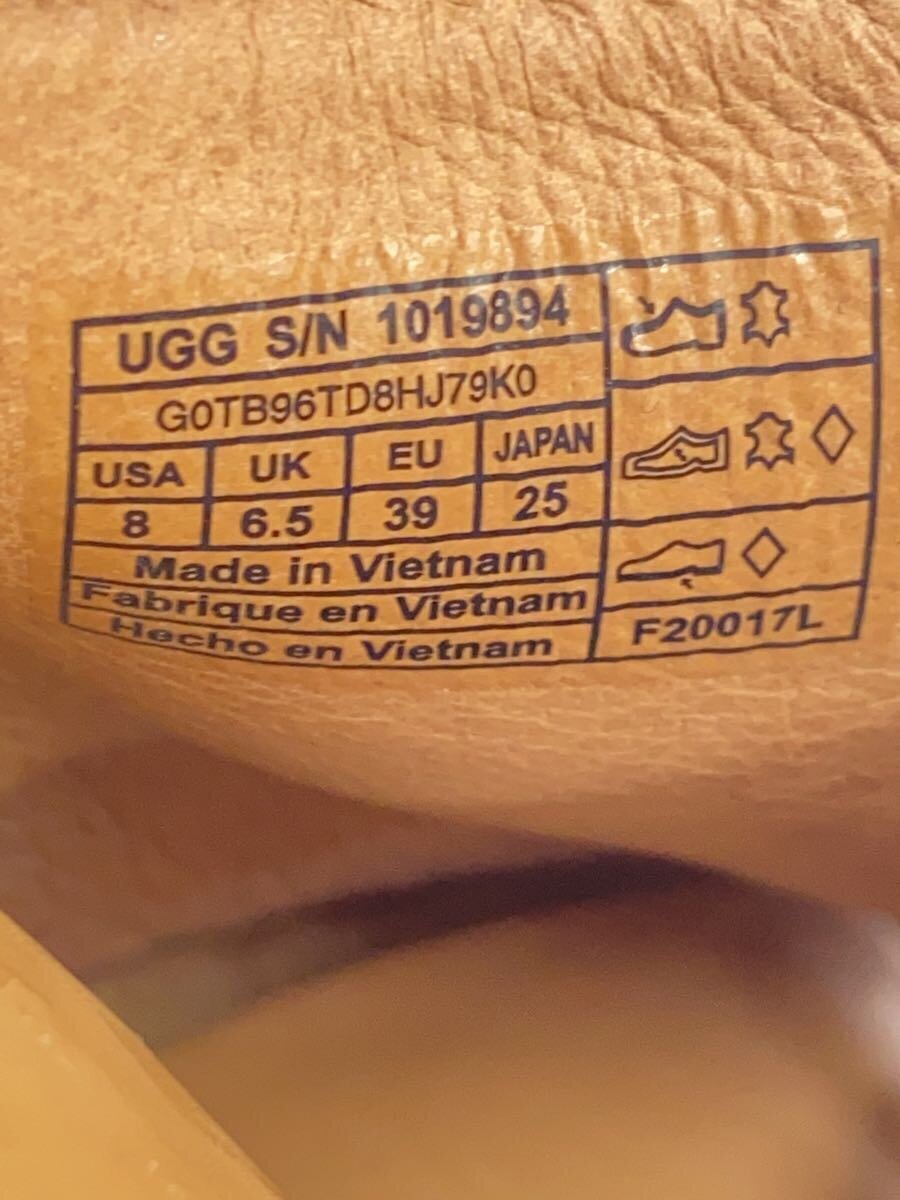 UGG S/N 1019894
G0TB96TD8HJ79K0
USA UK EU JAPAN
8 6.5 39 25
Made in Vietnam
Fabrique en Vietnam
Hecho en Vietnam
F20017L